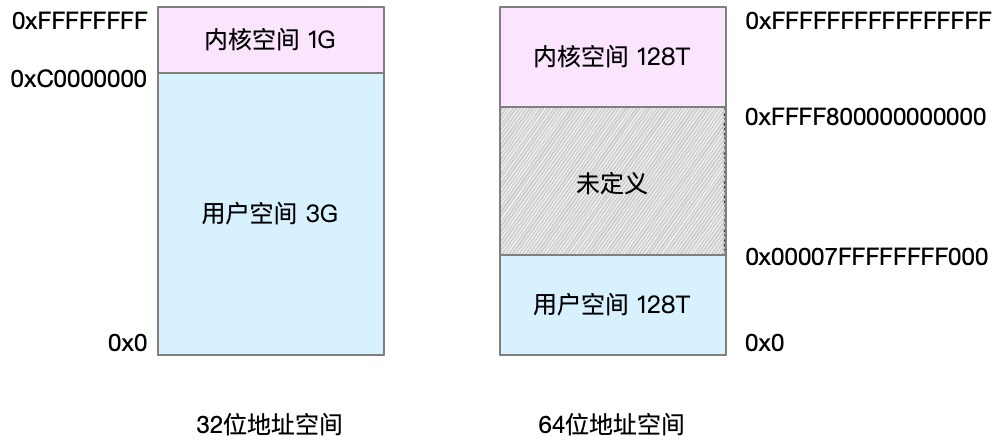 0xFFFFFFFF
内核空间 1G
0xC0000000
用户空间 3G
0x0
32位地址空间
0xFFFFFFFFFFFFFFFF
内核空间 128T
0xFFFF800000000000
未定义
0x00007FFFFFFFF000
用户空间 128T
0x0
64位地址空间